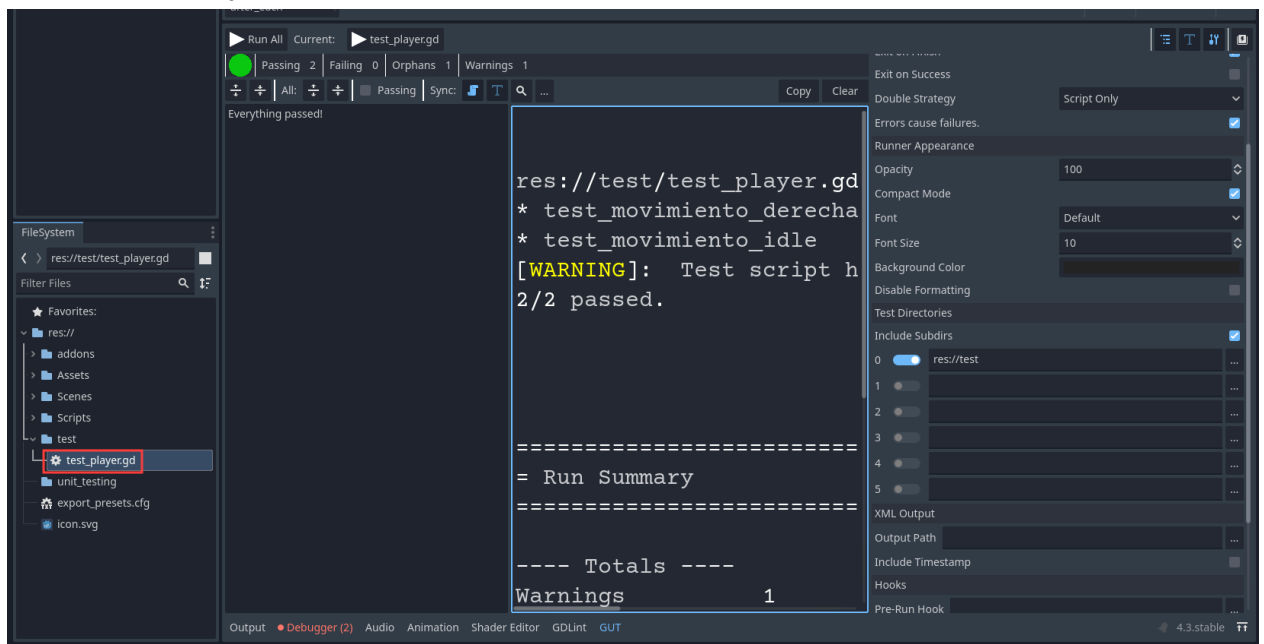 after_each
Run All Current: test_player.gd
Passing 2 Failing 0 Orphans 1 Warnings 1
All: Passing Sync: T ... Copy Clear
Everything passed!
res://test/test_player.gd
* test_movimiento_derecha
* test_movimiento_idle
[WARNING]: Test script h
2/2 passed.
=========================
= Run Summary
=========================
---- Totals ----
Warnings 1
Exit on Success
Double Strategy Script Only
Errors cause failures.
Runner Appearance
Opacity 100
Compact Mode
Font Default
Font Size 10
Background Color
Disable Formatting
Test Directories
Include Subdirs
0 res://test ...
1 ...
2 ...
3 ...
4 ...
5 ...
XML Output
Output Path ...
Include Timestamp
Hooks
Pre-Run Hook ...
FileSystem
res://test/test_player.gd
Filter Files
Favorites:
res://
addons
Assets
Scenes
Scripts
test
test_player.gd
unit_testing
export_presets.cfg
icon.svg
Output Debugger (2) Audio Animation Shader Editor GDLint GUT 4.3.stable